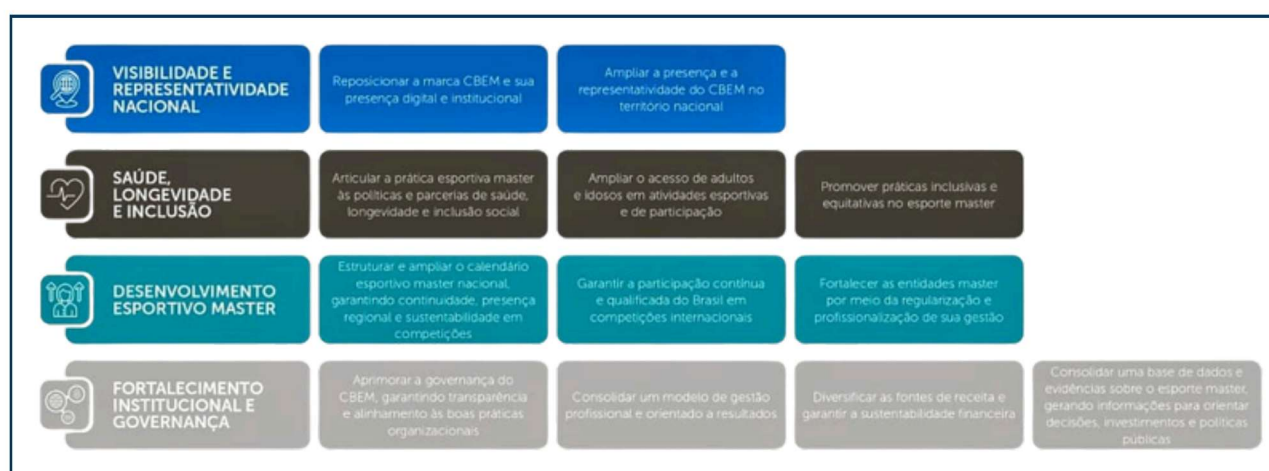 VISIBILIDADE E
REPRESENTATIVIDADE
NACIONAL
Reposicionar a marca CBEM e sua
presença digital e institucional
Ampliar a presença e a
representatividade do CBEM no
território nacional
SAÚDE,
LONGEVIDADE
E INCLUSÃO
Articular a prática esportiva master
às políticas e parcerias de saúde,
longevidade e inclusão social
Ampliar o acesso de adultos
e idosos em atividades esportivas
e de participação
Promover práticas inclusivas e
equitativas no esporte master
DESENVOLVIMENTO
ESPORTIVO MASTER
Estruturar e ampliar o calendário
esportivo master nacional,
garantindo continuidade, presença
regional e sustentabilidade em
competições
Garantir a participação contínua
e qualificada do Brasil em
competições internacionais
Fortalecer as entidades master
por meio da regularização e
profissionalização de sua gestão
FORTALECIMENTO
INSTITUCIONAL E
GOVERNANÇA
Aprimorar a governança do
CBEM, garantindo transparência
e alinhamento às boas práticas
organizacionais
Consolidar um modelo de gestão
profissional e orientado a resultados
Diversificar as fontes de receita e
garantir a sustentabilidade financeira
Consolidar uma base de dados e
evidências sobre o esporte master,
gerando informações para orientar
decisões, investimentos e políticas
públicas